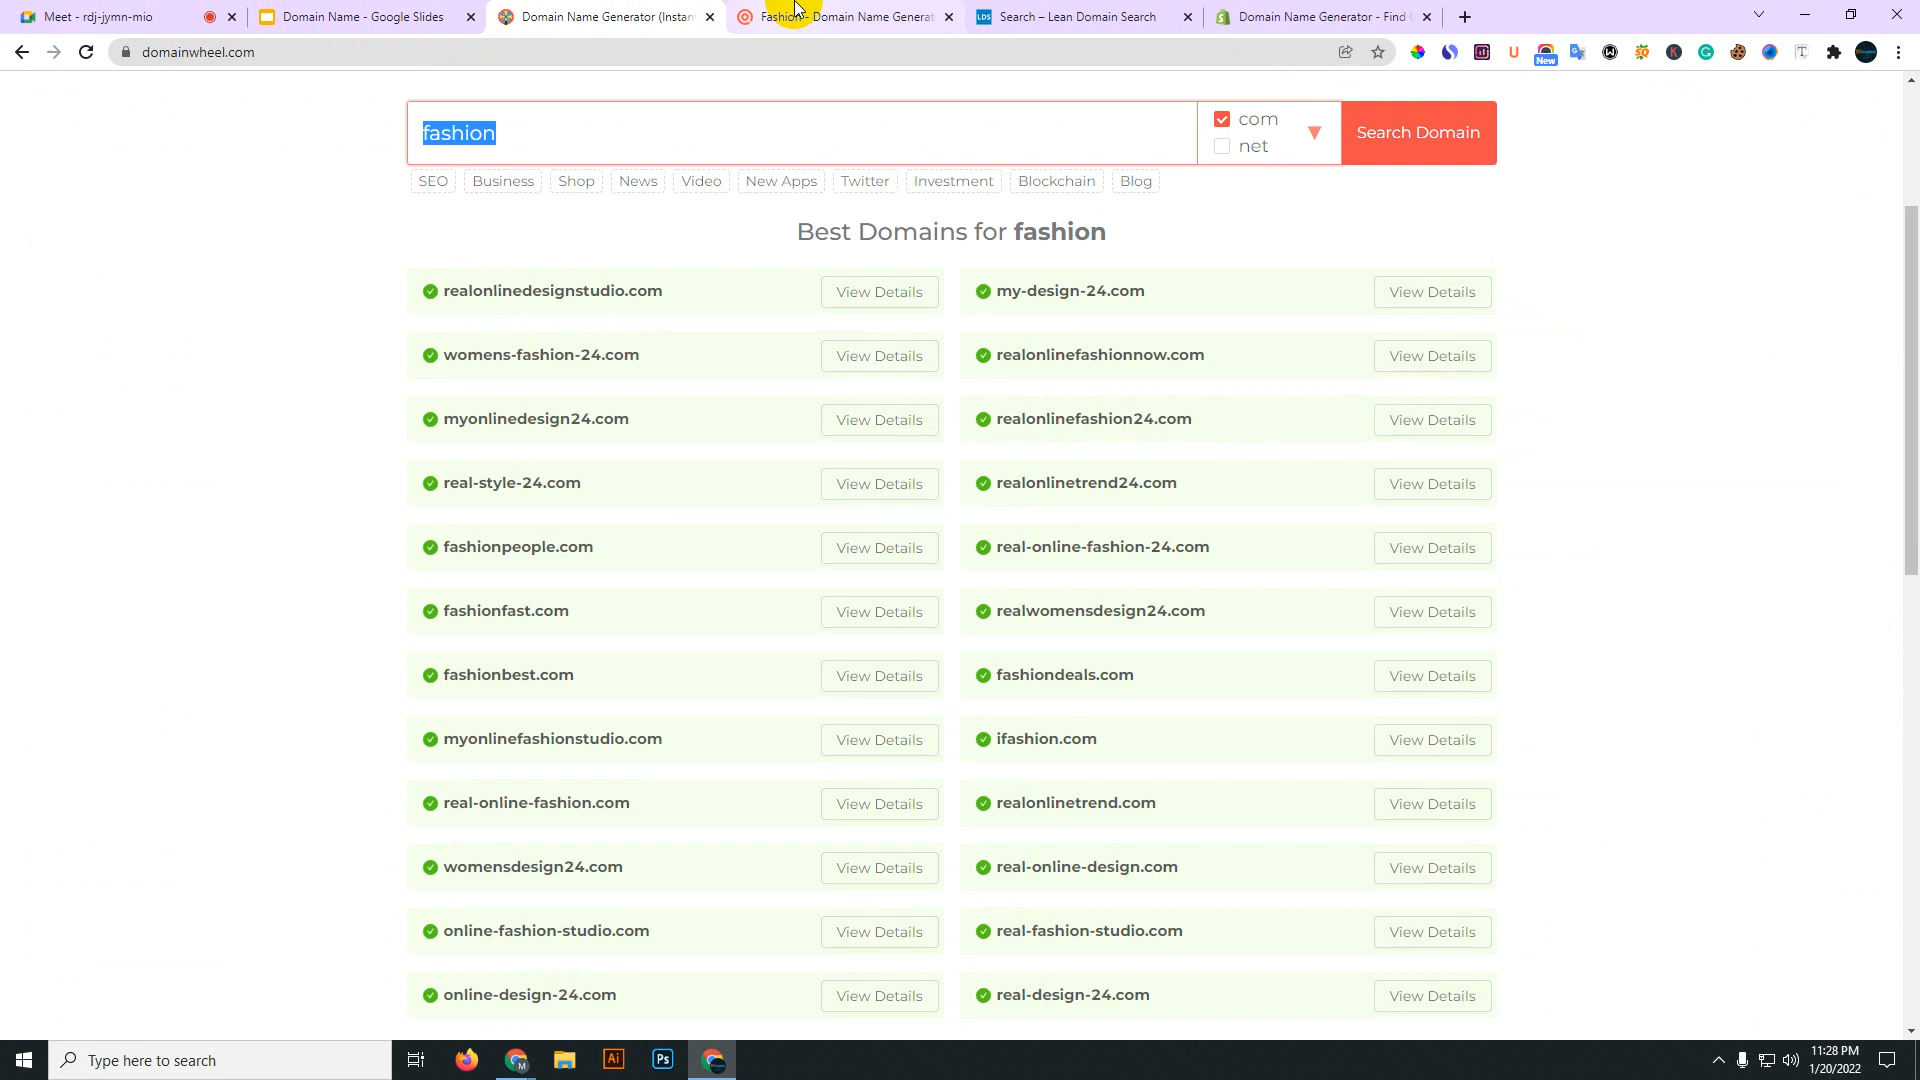 Meet - rdj-jymn-mio
Domain Name - Google Slides
Domain Name Generator (Instant
Fashion - Domain Name Generat
Search – Lean Domain Search
Domain Name Generator - Find
domainwheel.com
New
fashion
com
net
Search Domain
SEO Business Shop News Video New Apps Twitter Investment Blockchain Blog
Best Domains for fashion
realonlinedesignstudio.com View Details my-design-24.com View Details
womens-fashion-24.com View Details realonlinefashionnow.com View Details
myonlinedesign24.com View Details realonlinefashion24.com View Details
real-style-24.com View Details realonlinetrend24.com View Details
fashionpeople.com View Details real-online-fashion-24.com View Details
fashionfast.com View Details realwomensdesign24.com View Details
fashionbest.com View Details fashiondeals.com View Details
myonlinefashionstudio.com View Details ifashion.com View Details
real-online-fashion.com View Details realonlinetrend.com View Details
womensdesign24.com View Details real-online-design.com View Details
online-fashion-studio.com View Details real-fashion-studio.com View Details
online-design-24.com View Details real-design-24.com View Details
Type here to search
11:28 PM
1/20/2022